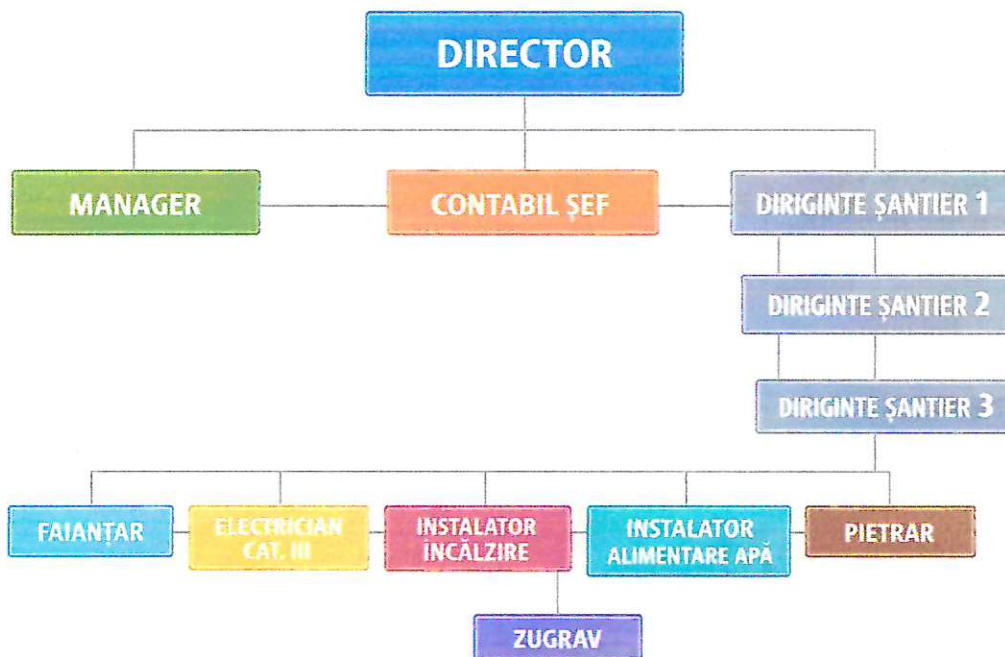 DIRECTOR
MANAGER
CONTABIL ȘEF
DIRIGINTE ȘANTIER 1
DIRIGINTE ȘANTIER 2
DIRIGINTE ȘANTIER 3
FAIANȚAR
ELECTRICIAN
CAT. III
INSTALATOR
ÎNCĂLZIRE
INSTALATOR
ALIMENTARE APĂ
PIETRAR
ZUGRAV